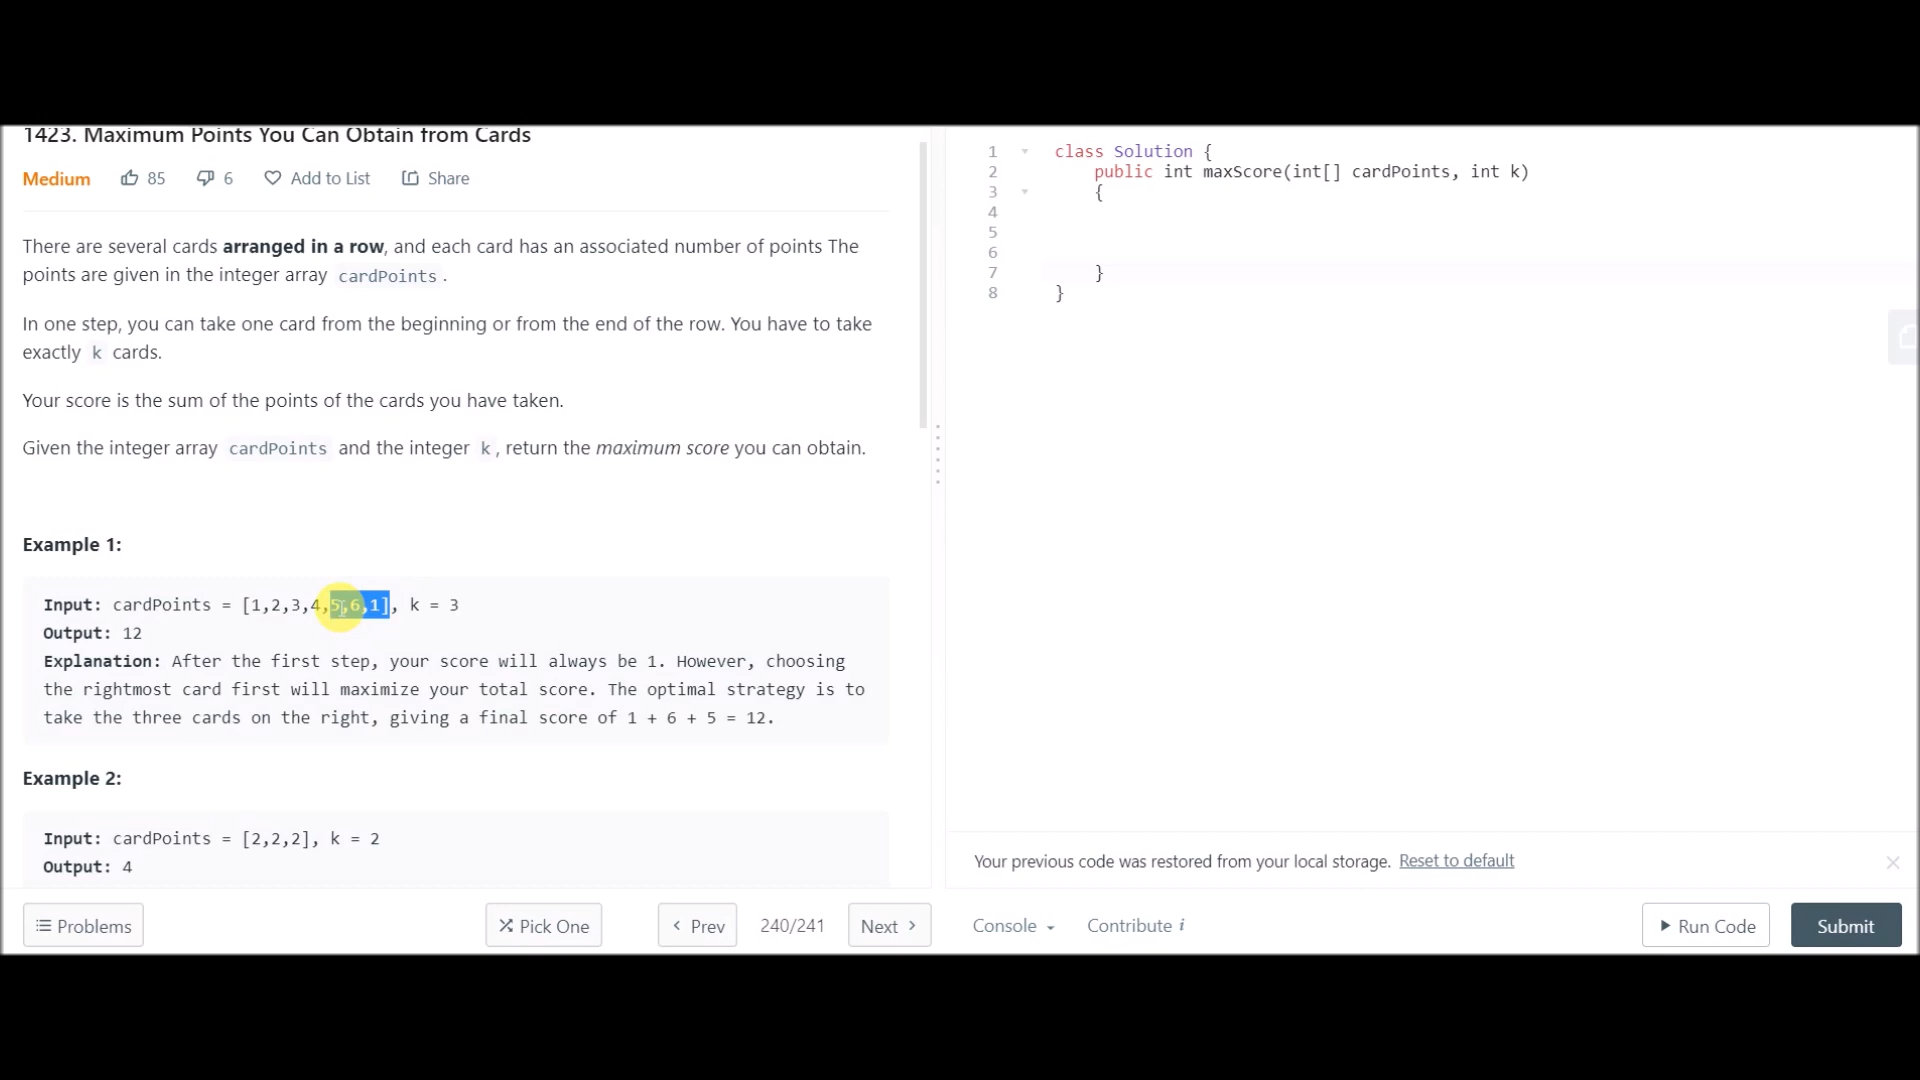 1423. Maximum Points You Can Obtain from Cards
Medium 85 6 Add to List Share
There are several cards arranged in a row, and each card has an associated number of points The
points are given in the integer array cardPoints.
In one step, you can take one card from the beginning or from the end of the row. You have to take
exactly k cards.
Your score is the sum of the points of the cards you have taken.
Given the integer array cardPoints and the integer k, return the maximum score you can obtain.
Example 1:
Input: cardPoints = [1,2,3,4,5,6,1], k = 3
Output: 12
Explanation: After the first step, your score will always be 1. However, choosing
the rightmost card first will maximize your total score. The optimal strategy is to
take the three cards on the right, giving a final score of 1 + 6 + 5 = 12.
Example 2:
Input: cardPoints = [2,2,2], k = 2
Output: 4
Problems Pick One Prev 240/241 Next
1 class Solution {
2 public int maxScore(int[] cardPoints, int k)
3 {
4
5
6
7 }
8 }
Your previous code was restored from your local storage. Reset to default
Console Contribute i Run Code Submit